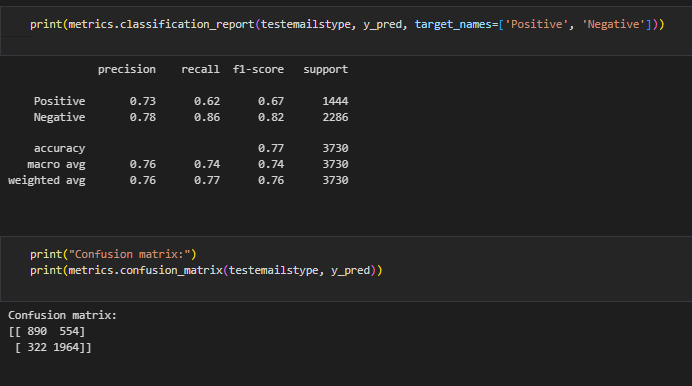 print(metrics.classification_report(testemailstype, y_pred, target_names=['Positive', 'Negative']))
precision recall f1-score support
Positive 0.73 0.62 0.67 1444
Negative 0.78 0.86 0.82 2286
accuracy 0.77 3730
macro avg 0.76 0.74 0.74 3730
weighted avg 0.76 0.77 0.76 3730
print("Confusion matrix:")
print(metrics.confusion_matrix(testemailstype, y_pred))
Confusion matrix:
[[ 890 554]
[ 322 1964]]